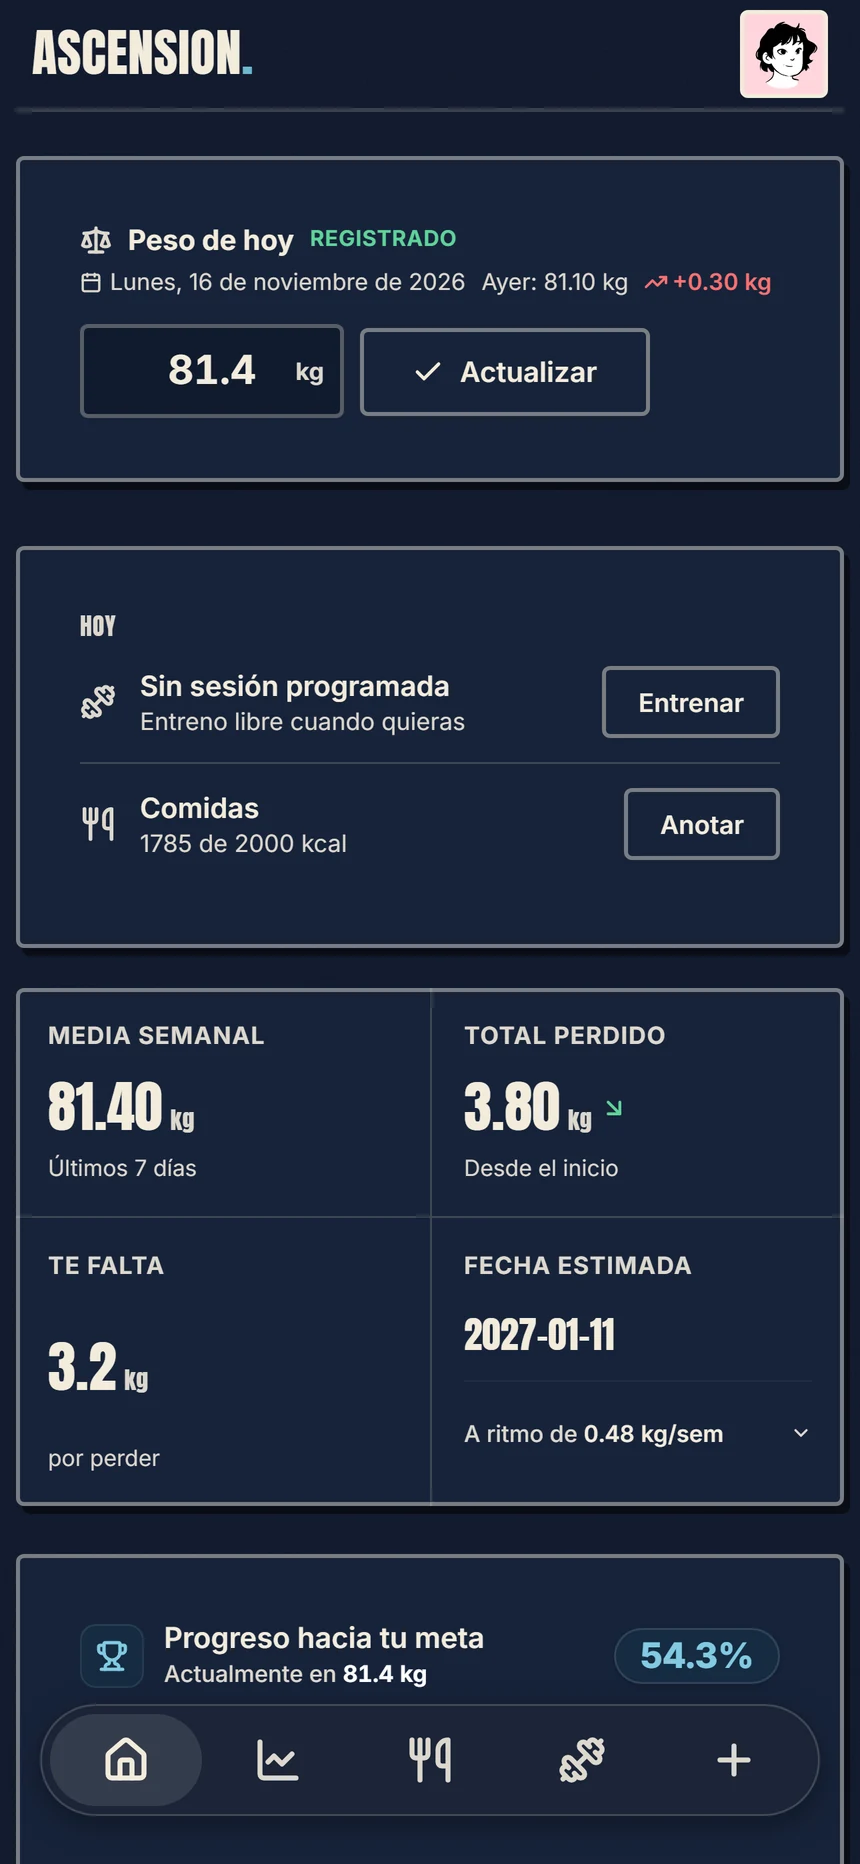 ASCENSION.
Peso de hoy REGISTRADO
Lunes, 16 de noviembre de 2026 Ayer: 81.10 kg +0.30 kg
81.4 kg Actualizar
HOY
Sin sesión programada
Entreno libre cuando quieras
Entrenar
Comidas
1785 de 2000 kcal
Anotar
MEDIA SEMANAL
81.40 kg
Últimos 7 días
TOTAL PERDIDO
3.80 kg
Desde el inicio
TE FALTA
3.2 kg
por perder
FECHA ESTIMADA
2027-01-11
A ritmo de 0.48 kg/sem
Progreso hacia tu meta
Actualmente en 81.4 kg
54.3%